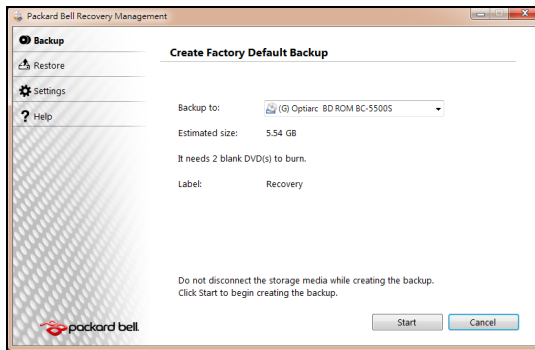 Packard Bell Recovery Management
Backup
Restore
Settings
Help
Create Factory Default Backup
Backup to: (G) Optiarc BD ROM BC-5500S
Estimated size: 5.54 GB
It needs 2 blank DVD(s) to burn.
Label: Recovery
Do not disconnect the storage media while creating the backup.
Click Start to begin creating the backup.
Start Cancel
packard bell.